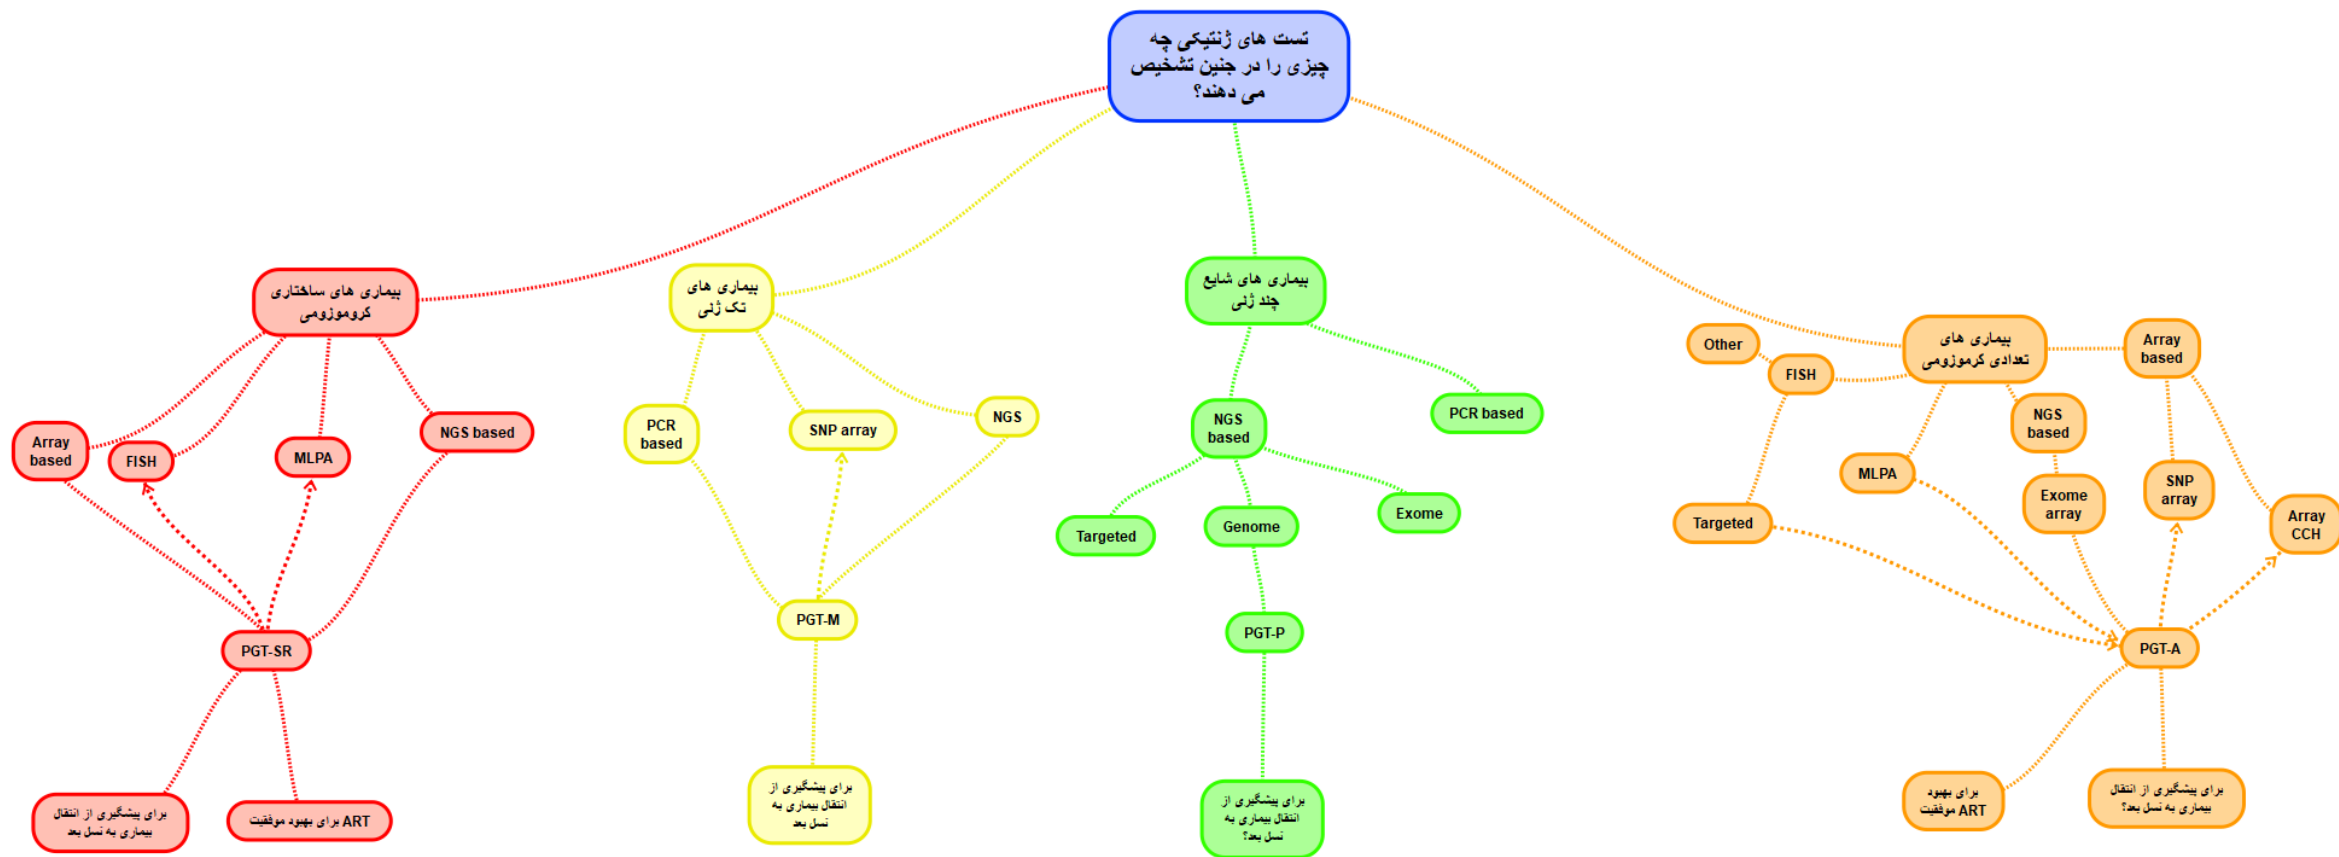 تست های ژنتیکی چه
چیزی را در جنین تشخیص
می دهند؟
بیماری های ساختاری
کروموزومی
Array
based
FISH
MLPA
NGS based
PGT-SR
برای پیشگیری از انتقال
بیماری به نسل بعد
برای بهبود موفقیت ART
بیماری های
تک ژنی
PCR
based
SNP array
NGS
PGT-M
برای پیشگیری از
انتقال بیماری به
نسل بعد
بیماری های شایع
چند ژنی
NGS
based
PCR based
Targeted
Genome
Exome
PGT-P
برای پیشگیری از
انتقال بیماری به
نسل بعد؟
بیماری های
تعدادی کرموزومی
Other
FISH
Array
based
NGS
based
MLPA
Exome
array
SNP
array
Array
CCH
Targeted
PGT-A
برای بهبود
موفقیت ART
برای پیشگیری از انتقال
بیماری به نسل بعد؟